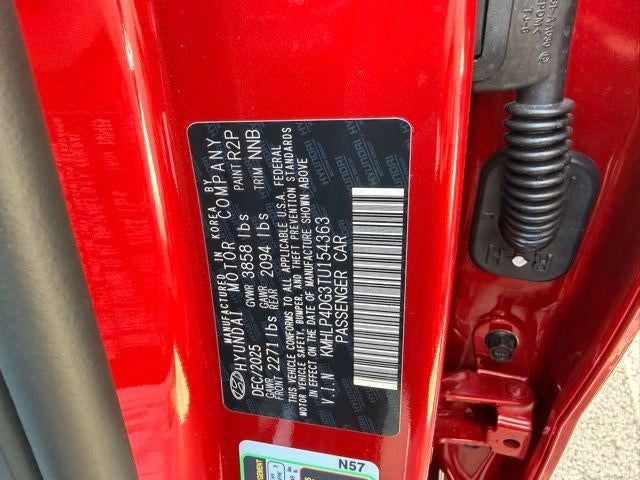 MANUFACTURED IN KOREA BY
HYUNDAI MOTOR COMPANY
DEC/2025 GVWR 3858 lbs PAINT R2P
GAWR FRONT 2271 lbs GAWR REAR 2094 lbs TRIM NNB
THIS VEHICLE CONFORMS TO ALL APPLICABLE U.S.A. FEDERAL
MOTOR VEHICLE SAFETY, BUMPER, AND THEFT PREVENTION STANDARDS
IN EFFECT ON THE DATE OF MANUFACTURE SHOWN ABOVE
V.I.N KMHLP4DG3TU154363
PASSENGER CAR
N57
TJ-G